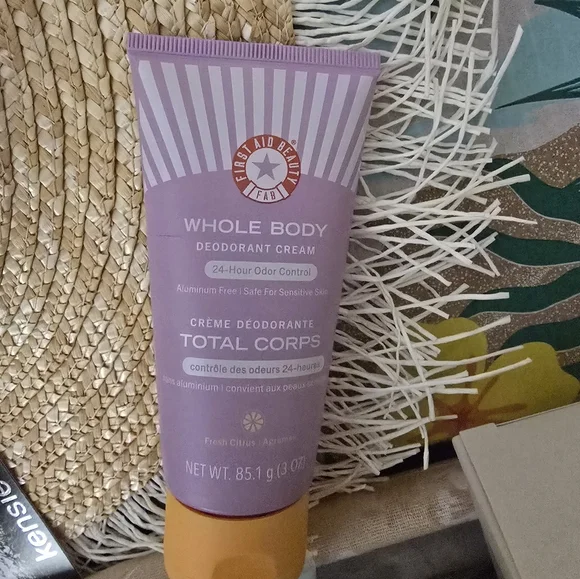 FIRST AID BEAUTY
FAB
WHOLE BODY
DEODORANT CREAM
24-Hour Odor Control
Aluminum Free | Safe For Sensitive Skin
CRÈME DÉODORANTE
TOTAL CORPS
contrôle des odeurs 24-heures
aluminium | convient aux peaux
Fresh Citrus / Agrumes
NET WT. 85.1 g (3 OZ)
kensie